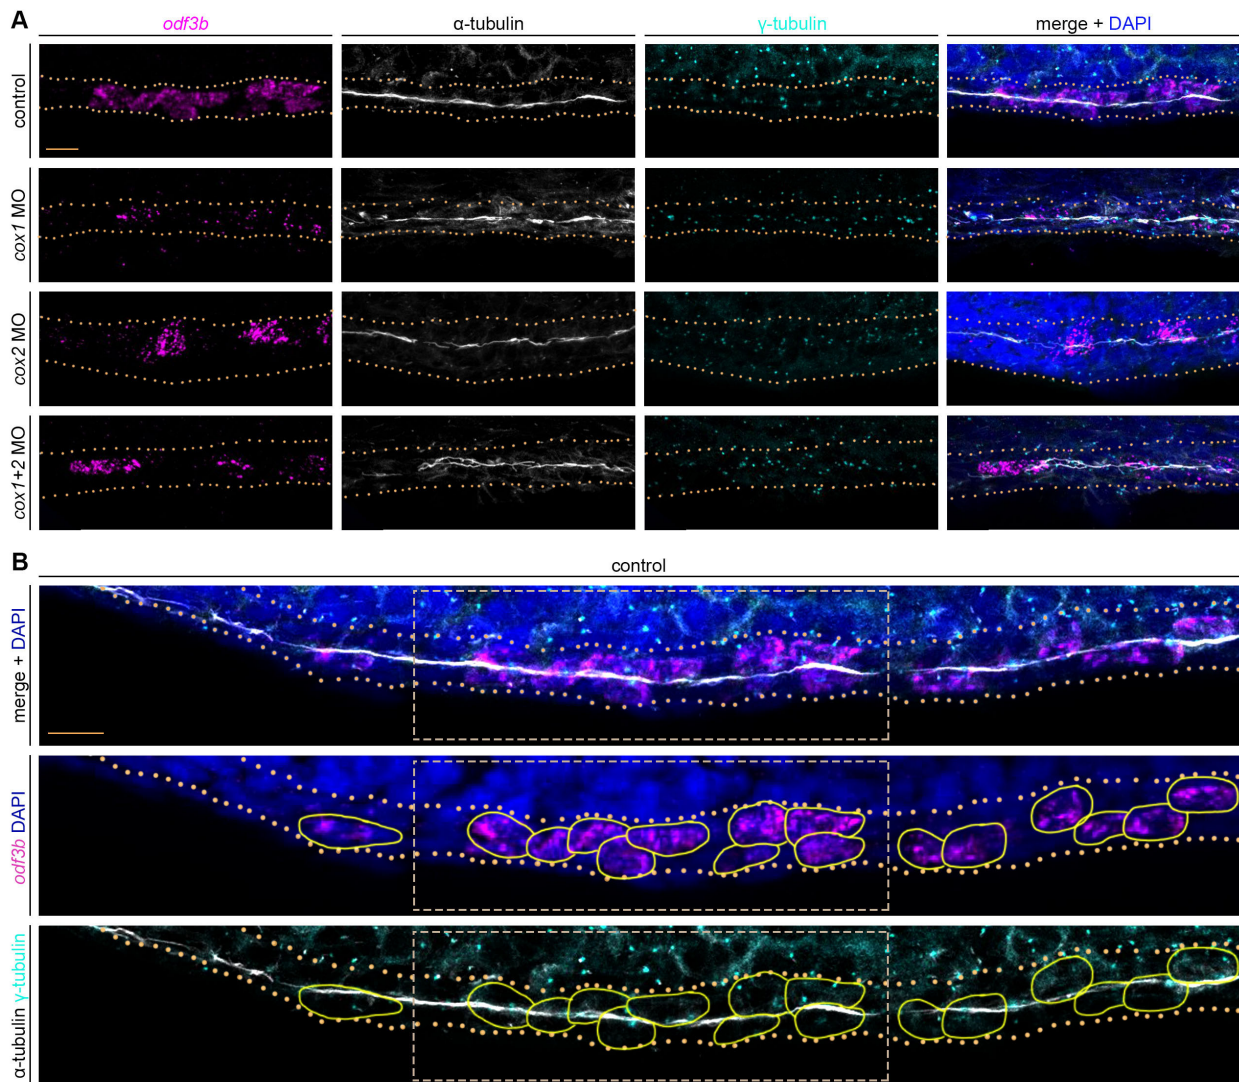 A
odf3b α-tubulin γ-tubulin merge + DAPI
control
cox1 MO
cox2 MO
cox1+2 MO
B
control
merge + DAPI
odf3b DAPI
α-tubulin γ-tubulin